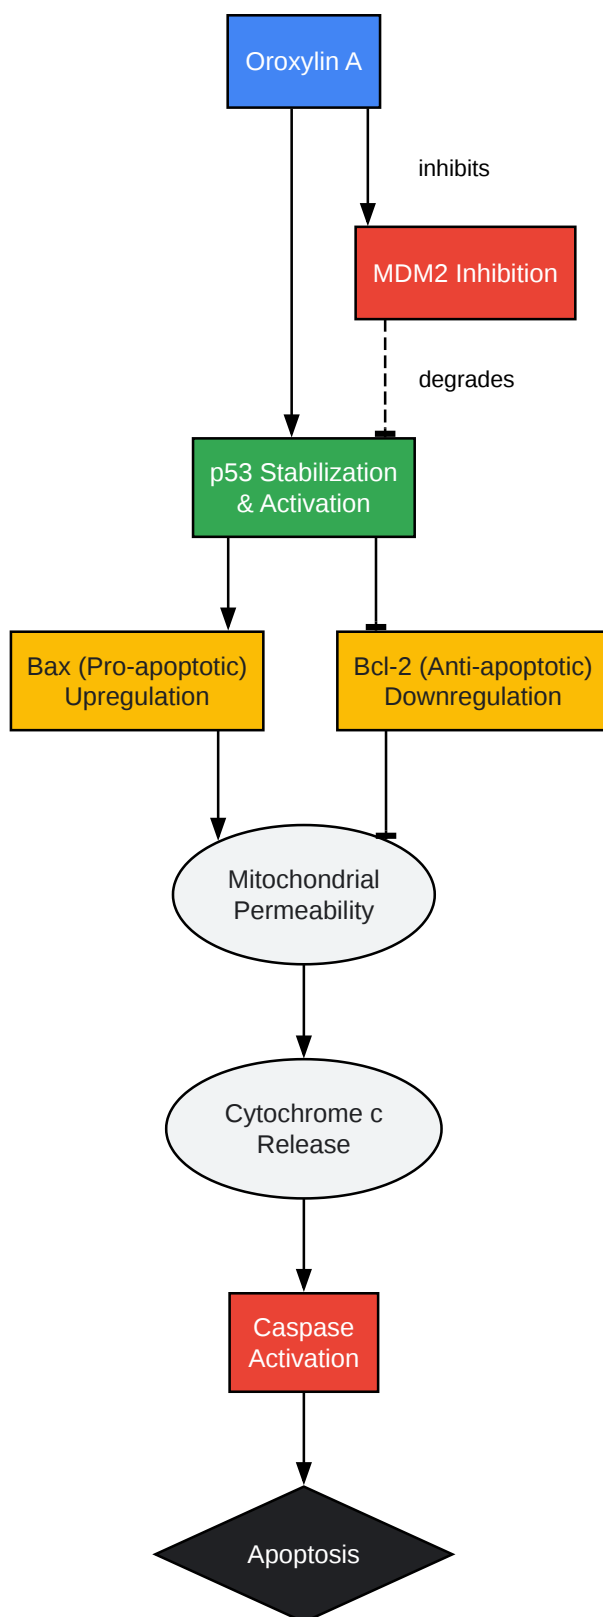 Oroxylin A
inhibits
MDM2 Inhibition
degrades
p53 Stabilization
& Activation
Bax (Pro-apoptotic)
Upregulation
Bcl-2 (Anti-apoptotic)
Downregulation
Mitochondrial
Permeability
Cytochrome c
Release
Caspase
Activation
Apoptosis